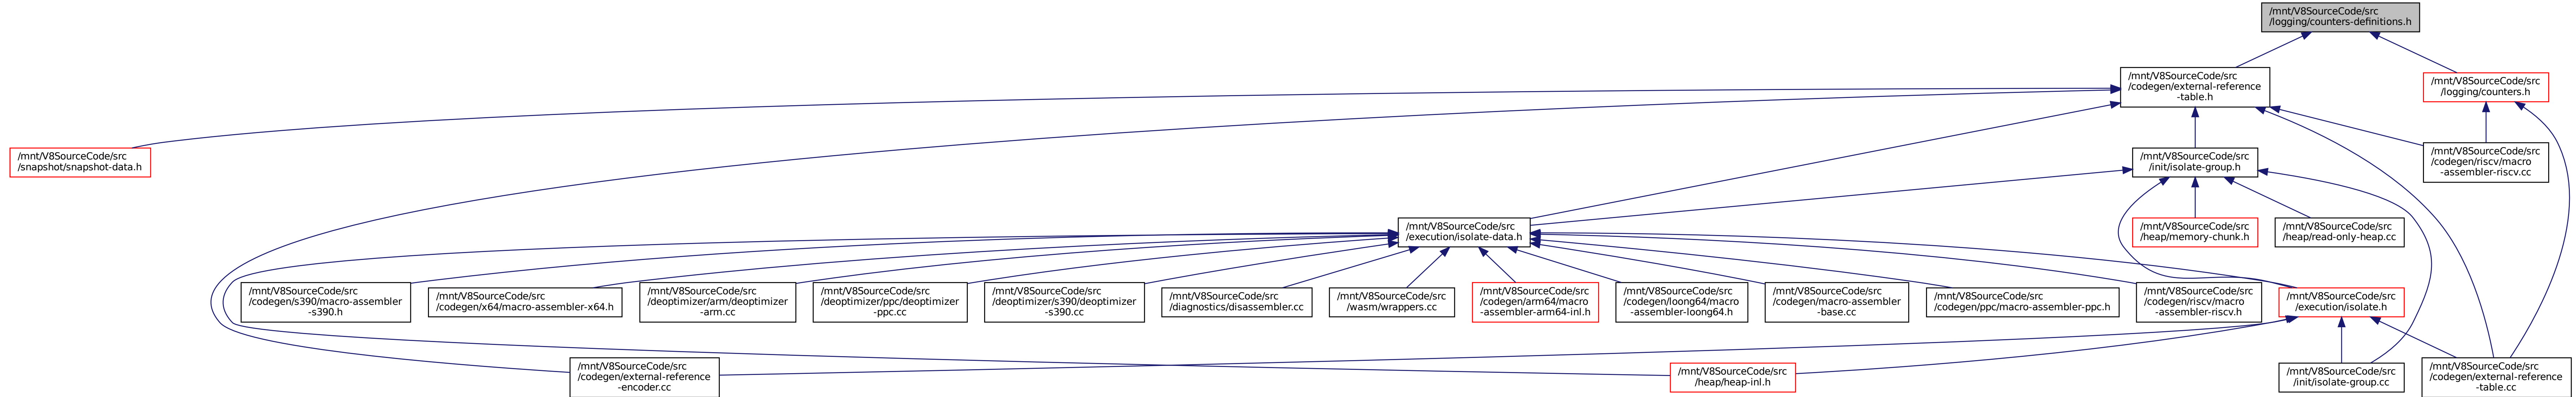 /mnt/V8SourceCode/src
/logging/counters-definitions.h
/mnt/V8SourceCode/src
/codegen/external-reference
-table.h
/mnt/V8SourceCode/src
/logging/counters.h
/mnt/V8SourceCode/src
/snapshot/snapshot-data.h
/mnt/V8SourceCode/src
/init/isolate-group.h
/mnt/V8SourceCode/src
/codegen/riscv/macro
-assembler-riscv.cc
/mnt/V8SourceCode/src
/execution/isolate-data.h
/mnt/V8SourceCode/src
/heap/memory-chunk.h
/mnt/V8SourceCode/src
/heap/read-only-heap.cc
/mnt/V8SourceCode/src
/codegen/s390/macro-assembler
-s390.h
/mnt/V8SourceCode/src
/codegen/x64/macro-assembler-x64.h
/mnt/V8SourceCode/src
/deoptimizer/arm/deoptimizer
-arm.cc
/mnt/V8SourceCode/src
/deoptimizer/ppc/deoptimizer
-ppc.cc
/mnt/V8SourceCode/src
/deoptimizer/s390/deoptimizer
-s390.cc
/mnt/V8SourceCode/src
/diagnostics/disassembler.cc
/mnt/V8SourceCode/src
/wasm/wrappers.cc
/mnt/V8SourceCode/src
/codegen/arm64/macro
-assembler-arm64-inl.h
/mnt/V8SourceCode/src
/codegen/loong64/macro
-assembler-loong64.h
/mnt/V8SourceCode/src
/codegen/macro-assembler
-base.cc
/mnt/V8SourceCode/src
/codegen/ppc/macro-assembler-ppc.h
/mnt/V8SourceCode/src
/codegen/riscv/macro
-assembler-riscv.h
/mnt/V8SourceCode/src
/execution/isolate.h
/mnt/V8SourceCode/src
/codegen/external-reference
-encoder.cc
/mnt/V8SourceCode/src
/heap/heap-inl.h
/mnt/V8SourceCode/src
/init/isolate-group.cc
/mnt/V8SourceCode/src
/codegen/external-reference
-table.cc